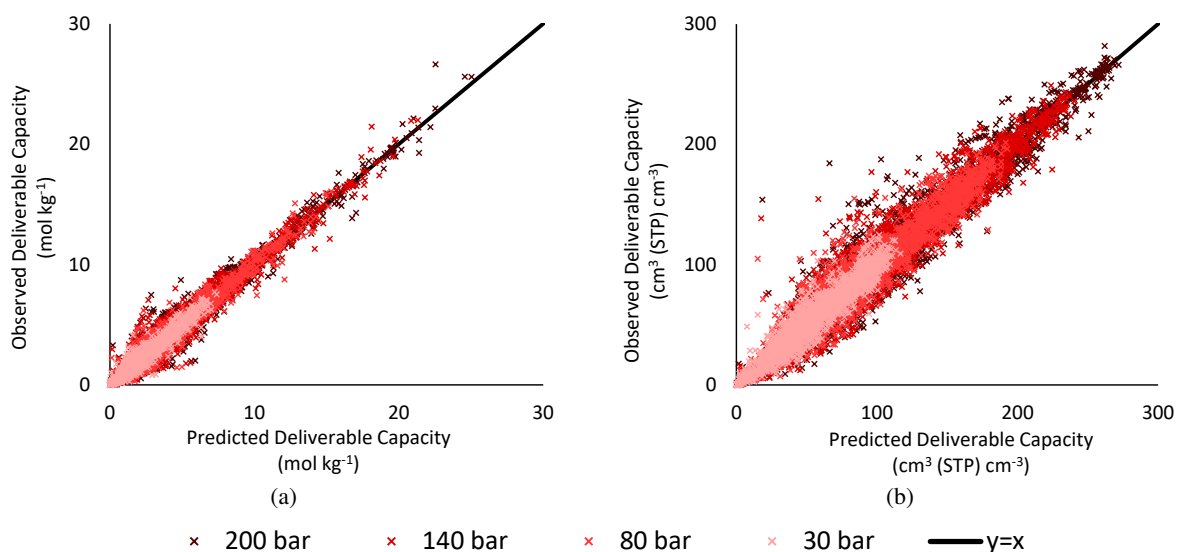 30
20
10
0
0
10
20
30
Observed Deliverable Capacity
(mol kg⁻¹)
Predicted Deliverable Capacity
(mol kg⁻¹)
(a)
300
200
100
0
0
100
200
300
Observed Deliverable Capacity
(cm³ (STP) cm⁻³)
Predicted Deliverable Capacity
(cm³ (STP) cm⁻³)
(b)
200 bar
140 bar
80 bar
30 bar
y=x